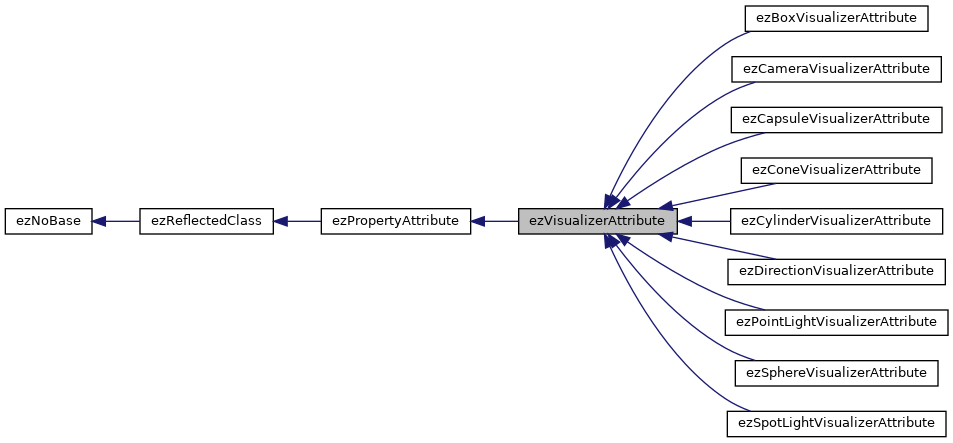 ezBoxVisualizerAttribute
ezCameraVisualizerAttribute
ezCapsuleVisualizerAttribute
ezConeVisualizerAttribute
ezNoBase
ezReflectedClass
ezPropertyAttribute
ezVisualizerAttribute
ezCylinderVisualizerAttribute
ezDirectionVisualizerAttribute
ezPointLightVisualizerAttribute
ezSphereVisualizerAttribute
ezSpotLightVisualizerAttribute